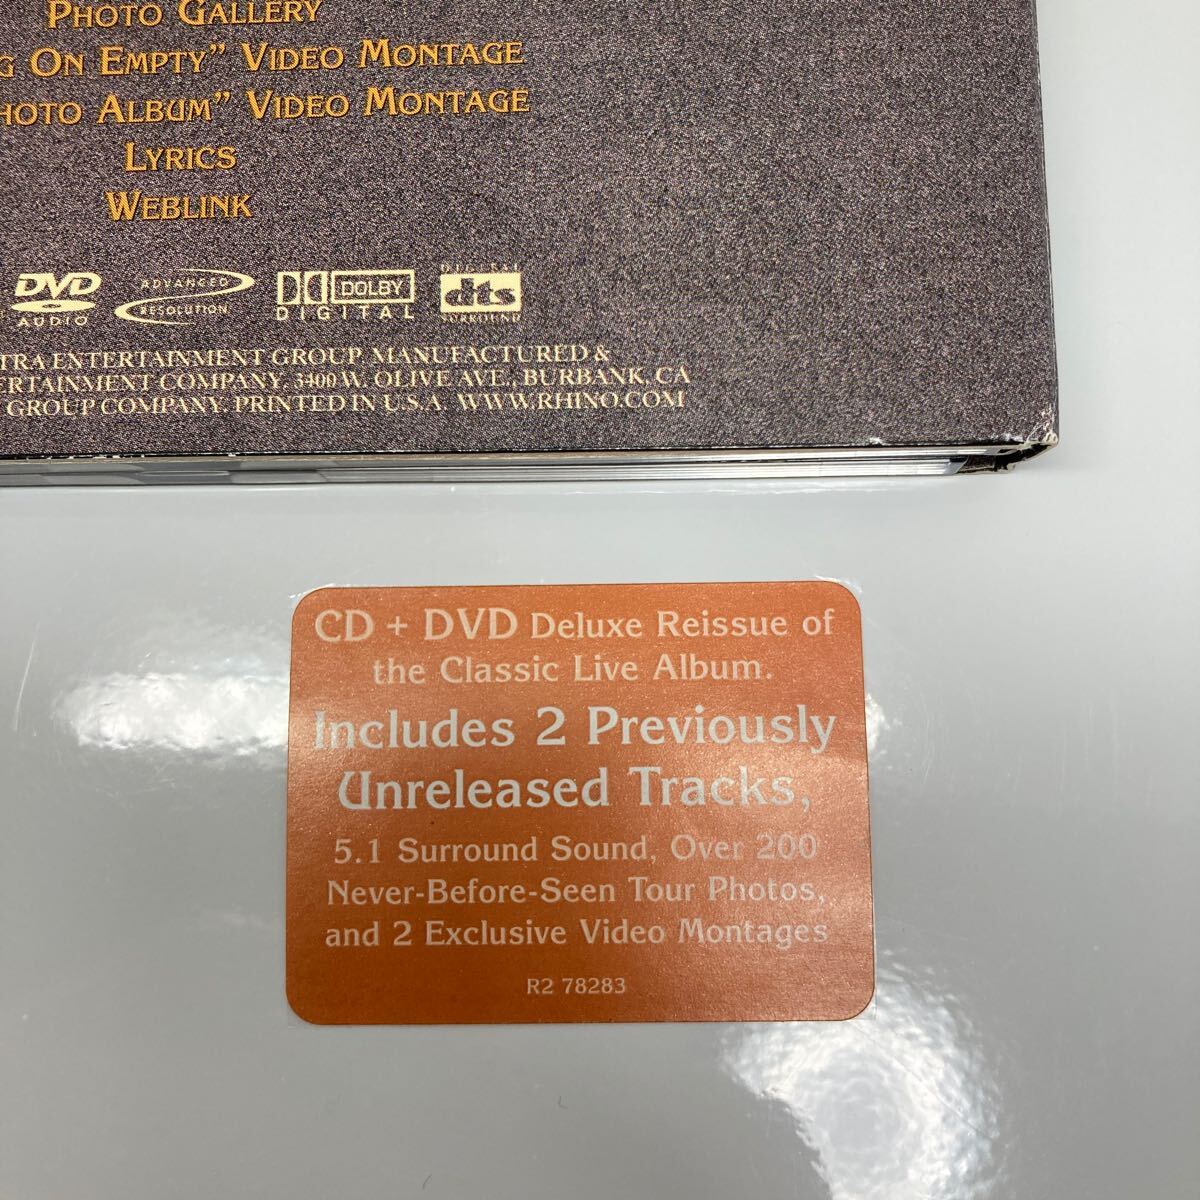 PHOTO GALLERY
ON EMPTY" VIDEO MONTAGE
ALBUM" VIDEO MONTAGE
LYRICS
WEBLINK
DVD
AUDIO
ADVANCED
RESOLUTION
DOLBY
DIGITAL
DIGITAL
dts
SURROUND
ENTERTAINMENT GROUP. MANUFACTURED &
COMPANY, 3400 W. OLIVE AVE., BURBANK, CA
GROUP COMPANY. PRINTED IN U.S.A. WWW.RHINO.COM
CD + DVD Deluxe Reissue of
the Classic Live Album.
Includes 2 Previously
Unreleased Tracks,
5.1 Surround Sound, Over 200
Never-Before-Seen Tour Photos,
and 2 Exclusive Video Montages
R2 78283